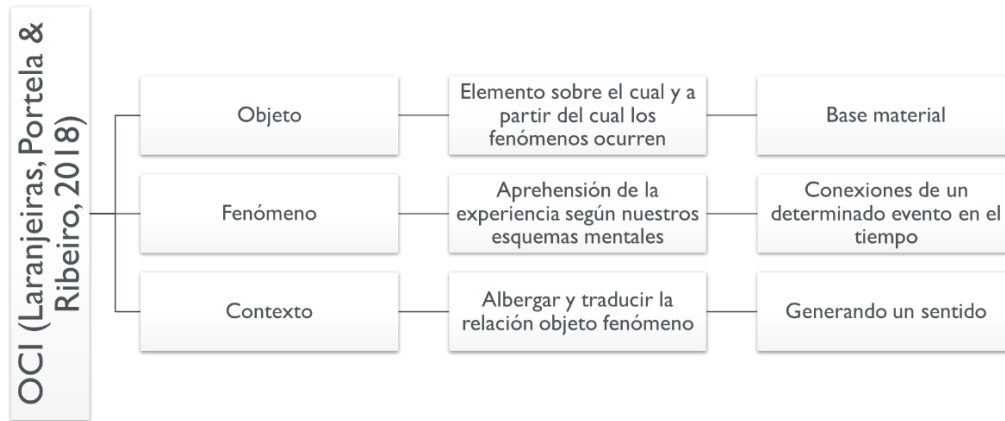 OCI (Laranjeiras, Portela &
Ribeiro, 2018)
Objeto
Elemento sobre el cual y a
partir del cual los
fenómenos ocurren
Base material
Fenómeno
Aprehensión de la
experiencia según nuestros
esquemas mentales
Conexiones de un
determinado evento en el
tiempo
Contexto
Albergar y traducir la
relación objeto fenómeno
Generando un sentido